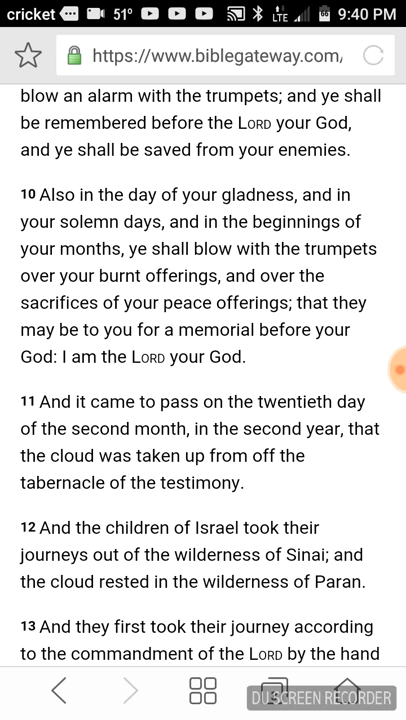 cricket 51° LTE 9:40 PM
https://www.biblegateway.com/
blow an alarm with the trumpets; and ye shall
be remembered before the LORD your God,
and ye shall be saved from your enemies.
10 Also in the day of your gladness, and in
your solemn days, and in the beginnings of
your months, ye shall blow with the trumpets
over your burnt offerings, and over the
sacrifices of your peace offerings; that they
may be to you for a memorial before your
God: I am the LORD your God.
11 And it came to pass on the twentieth day
of the second month, in the second year, that
the cloud was taken up from off the
tabernacle of the testimony.
12 And the children of Israel took their
journeys out of the wilderness of Sinai; and
the cloud rested in the wilderness of Paran.
13 And they first took their journey according
to the commandment of the LORD by the hand
DU SCREEN RECORDER